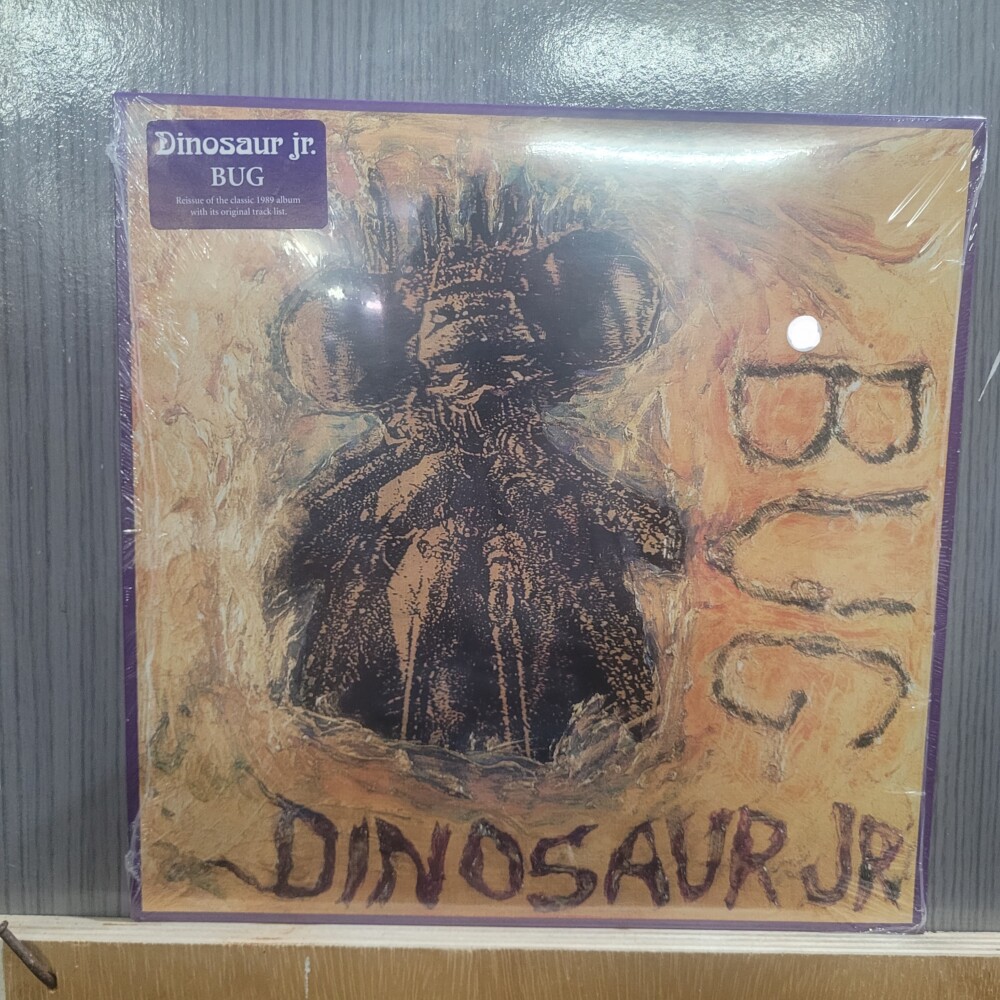 Dinosaur jr.
BUG
Reissue of the classic 1989 album
with its original track list.
BUG
DINOSAUR JR.